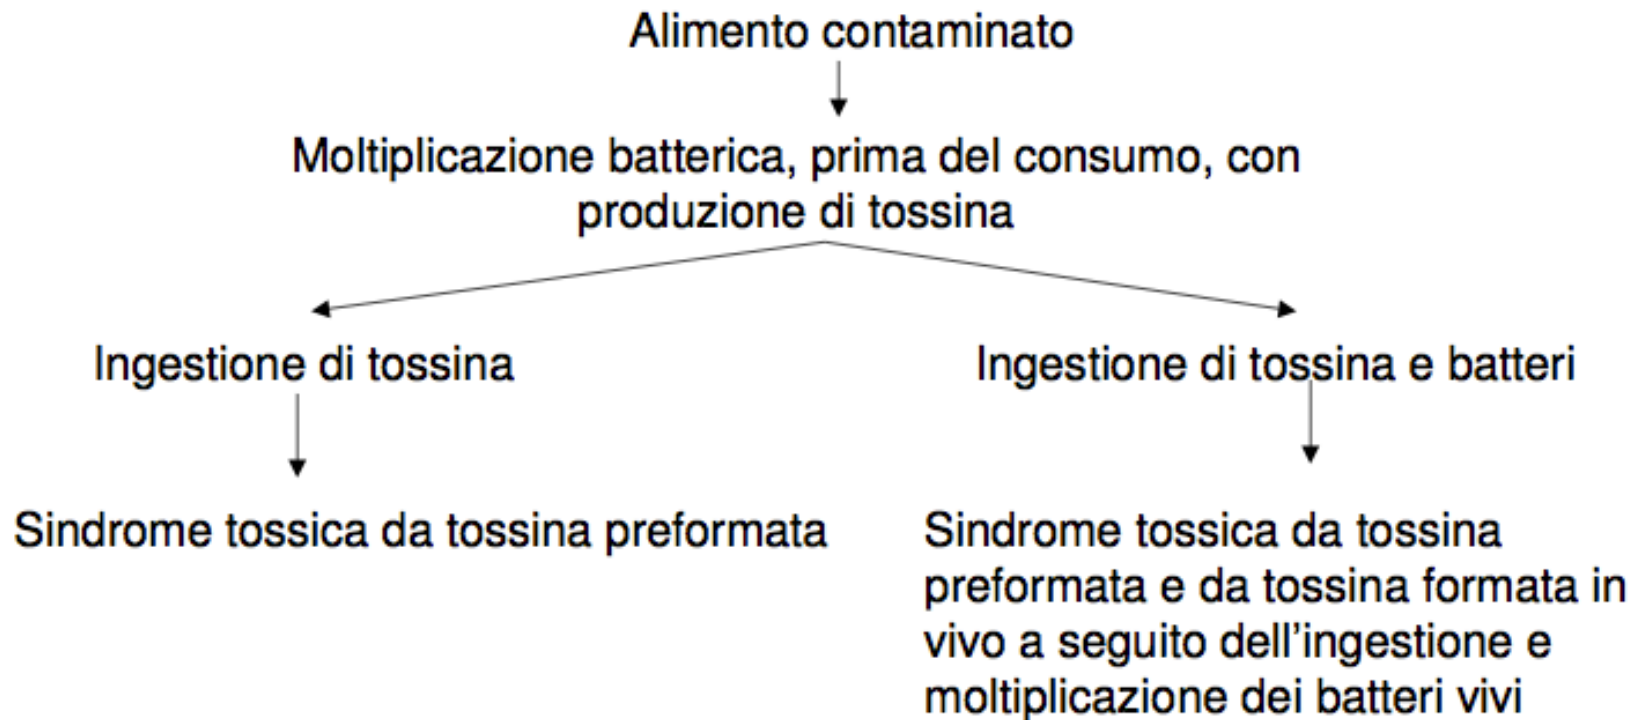 Alimento contaminato
Moltiplicazione batterica, prima del consumo, con
produzione di tossina
Ingestione di tossina
Ingestione di tossina e batteri
Sindrome tossica da tossina preformata
Sindrome tossica da tossina
preformata e da tossina formata in
vivo a seguito dell’ingestione e
moltiplicazione dei batteri vivi